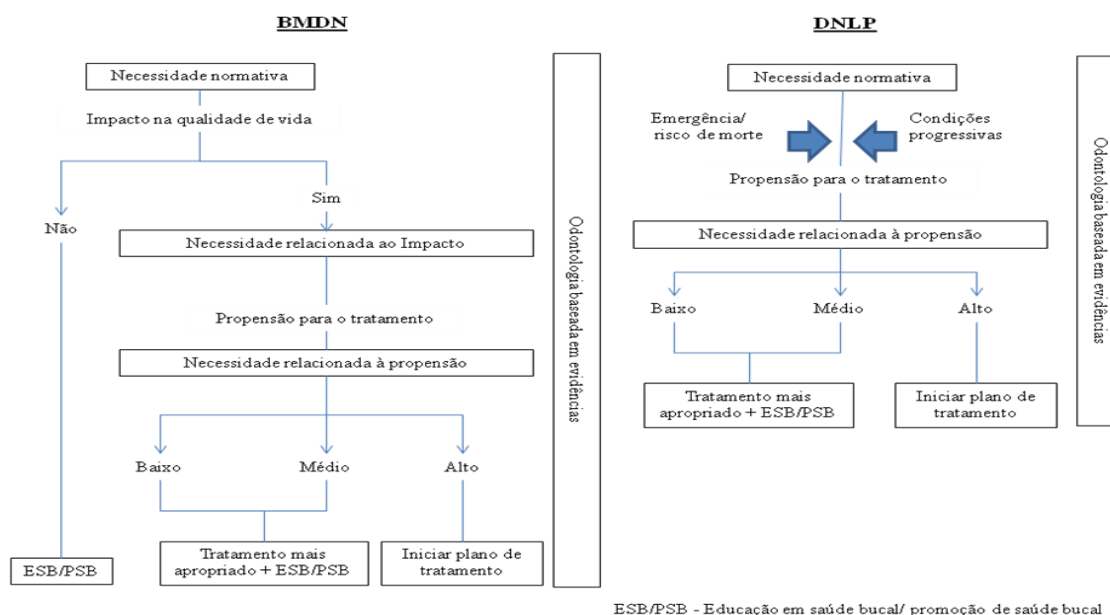 BMDN
Necessidade normativa
Impacto na qualidade de vida
Não
Sim
Necessidade relacionada ao Impacto
Propensão para o tratamento
Necessidade relacionada à propensão
Baixo
Médio
Alto
ESB/PSB
Tratamento mais
apropriado + ESB/PSB
Iniciar plano de
tratamento
Odontologia baseada em evidências
DNLP
Necessidade normativa
Emergência/
risco de morte
Condições
progressivas
Propensão para o tratamento
Necessidade relacionada à propensão
Baixo
Médio
Alto
Tratamento mais
apropriado + ESB/PSB
Iniciar plano de
tratamento
Odontologia baseada em evidências
ESB/PSB - Educação em saúde bucal/ promoção de saúde bucal